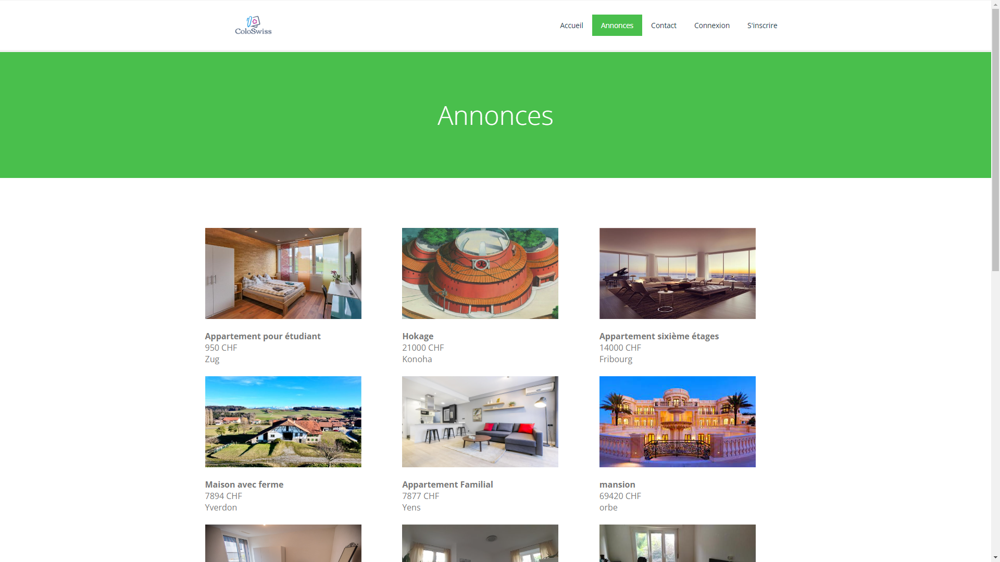 ColoSwiss
Accueil
Annonces
Contact
Connexion
S'inscrire
Annonces
Appartement pour étudiant
950 CHF
Zug
Hokage
21000 CHF
Konoha
Appartement sixième étages
14000 CHF
Fribourg
Maison avec ferme
7894 CHF
Yverdon
Appartement Familial
7877 CHF
Yens
mansion
69420 CHF
orbe